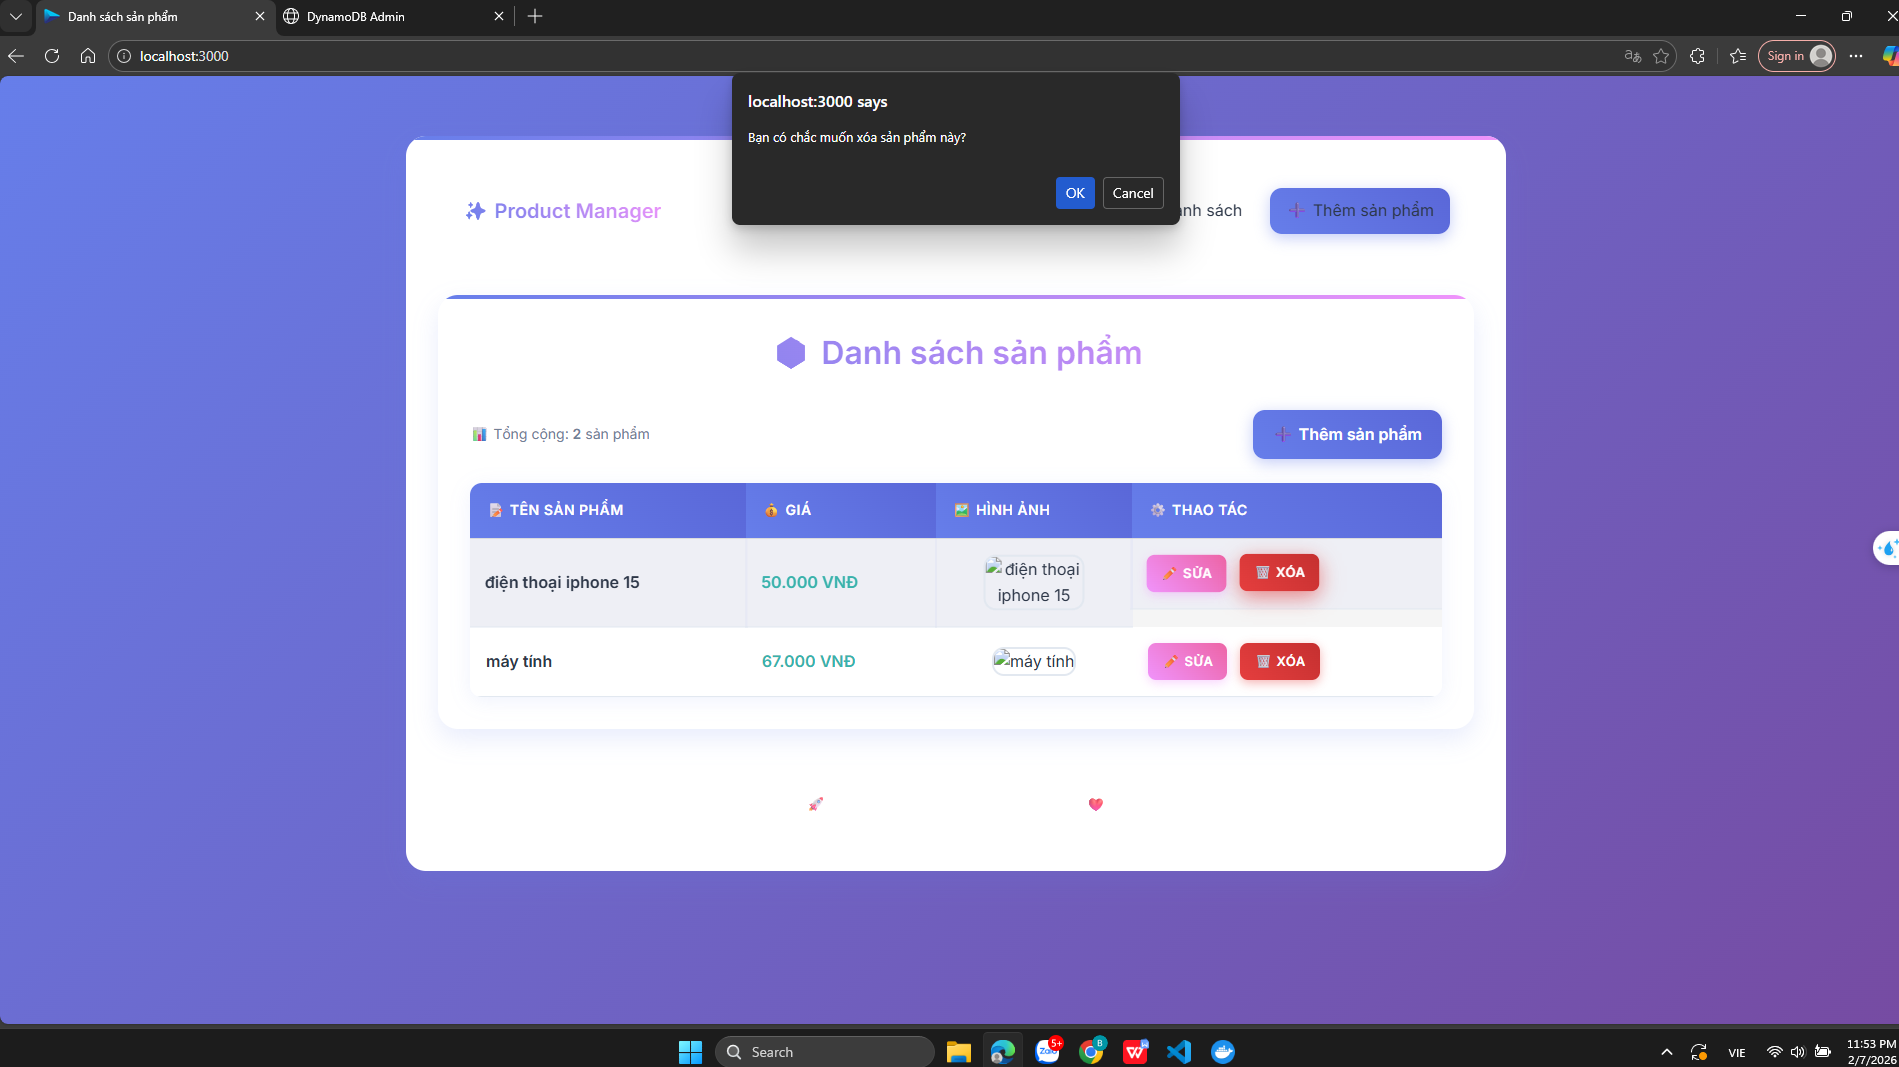 Danh sách sản phẩm
DynamoDB Admin
localhost:3000
Sign in
localhost:3000 says
Bạn có chắc muốn xóa sản phẩm này?
OK
Cancel
Product Manager
nh sách
Thêm sản phẩm
Danh sách sản phẩm
Tổng cộng: 2 sản phẩm
Thêm sản phẩm
TÊN SẢN PHẨM
GIÁ
HÌNH ẢNH
THAO TÁC
điện thoại iphone 15
50.000 VNĐ
điện thoại
iphone 15
SỬA
XÓA
máy tính
67.000 VNĐ
máy tính
SỬA
XÓA
Search
Zalo
5+
B
VIE
11:53 PM
2/7/2026